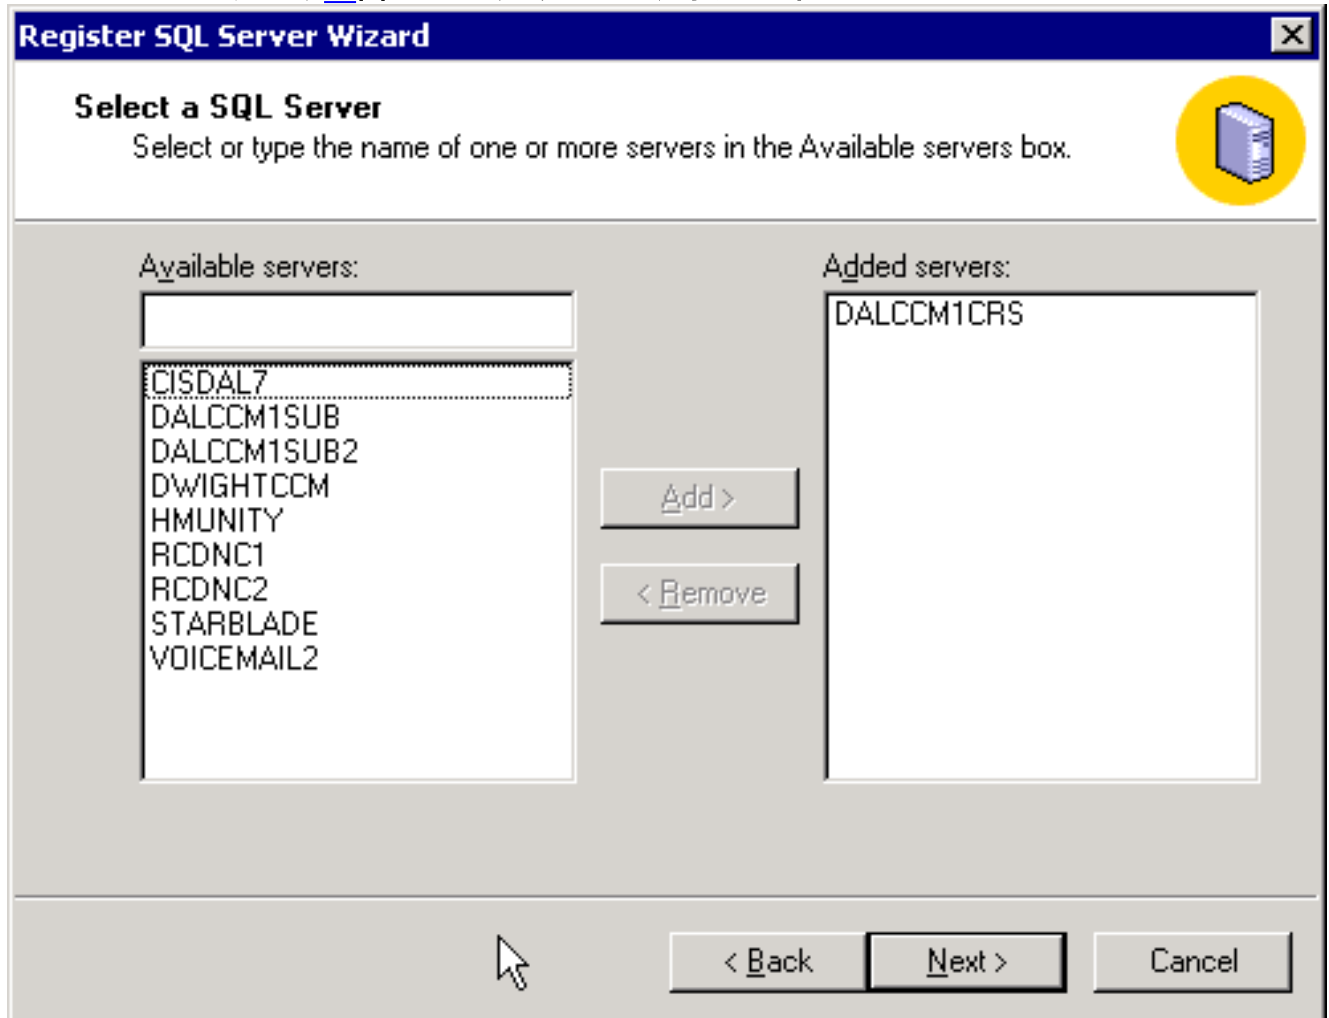 Register SQL Server Wizard
Select a SQL Server
Select or type the name of one or more servers in the Available servers box.
Available servers:
CISDAL7
DALCCM1SUB
DALCCM1SUB2
DWIGHTCCM
HMUNITY
RCDNC1
RCDNC2
STARBLADE
VOICEMAIL2
Add >
< Remove
Added servers:
DALCCM1CRS
< Back
Next >
Cancel